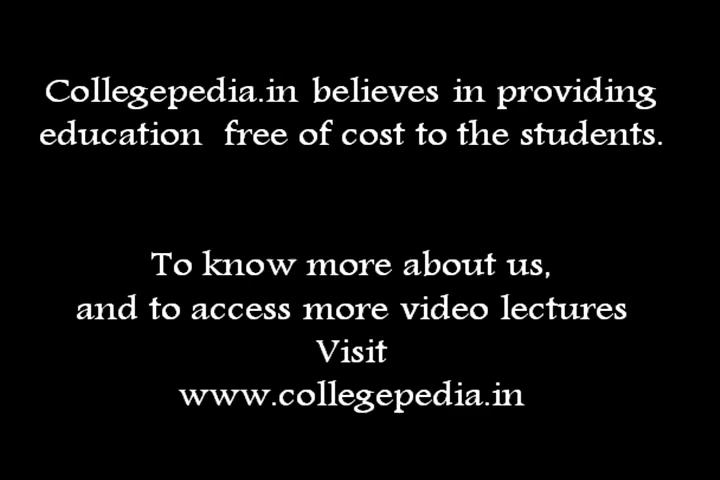 Collegepedia.in believes in providing
education free of cost to the students.
To know more about us,
and to access more video lectures
Visit
www.collegepedia.in